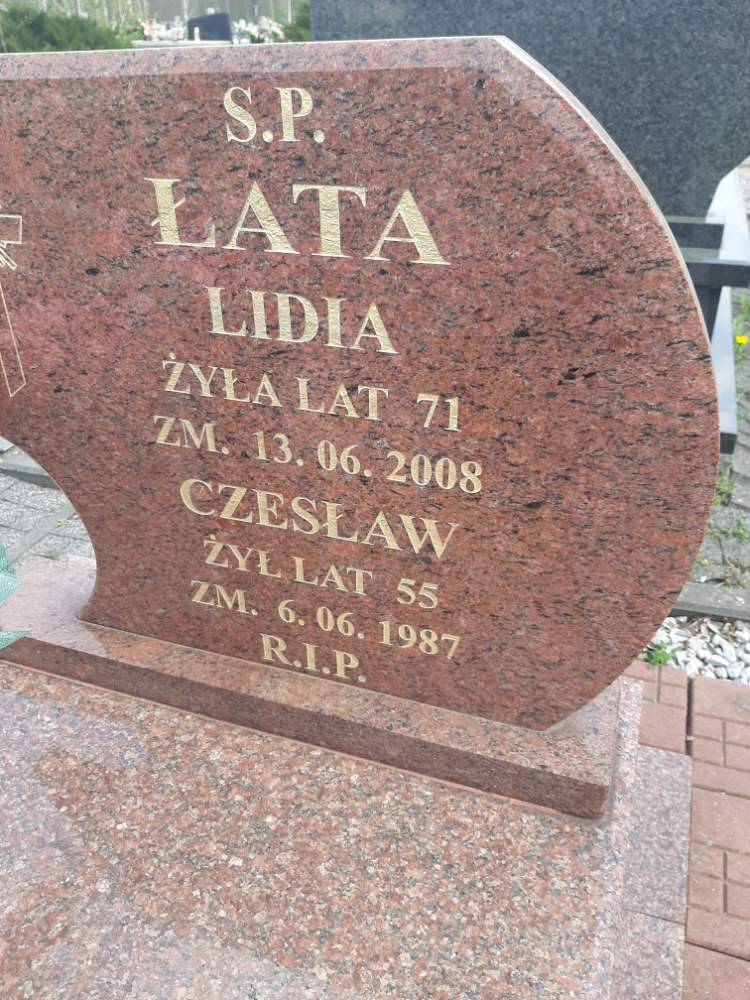 S.P.
ŁATA
LIDIA
ŻYŁA LAT 71
ZM. 13. 06. 2008
CZESŁAW
ŻYŁ LAT 55
ZM. 6. 06. 1987
R.I.P.